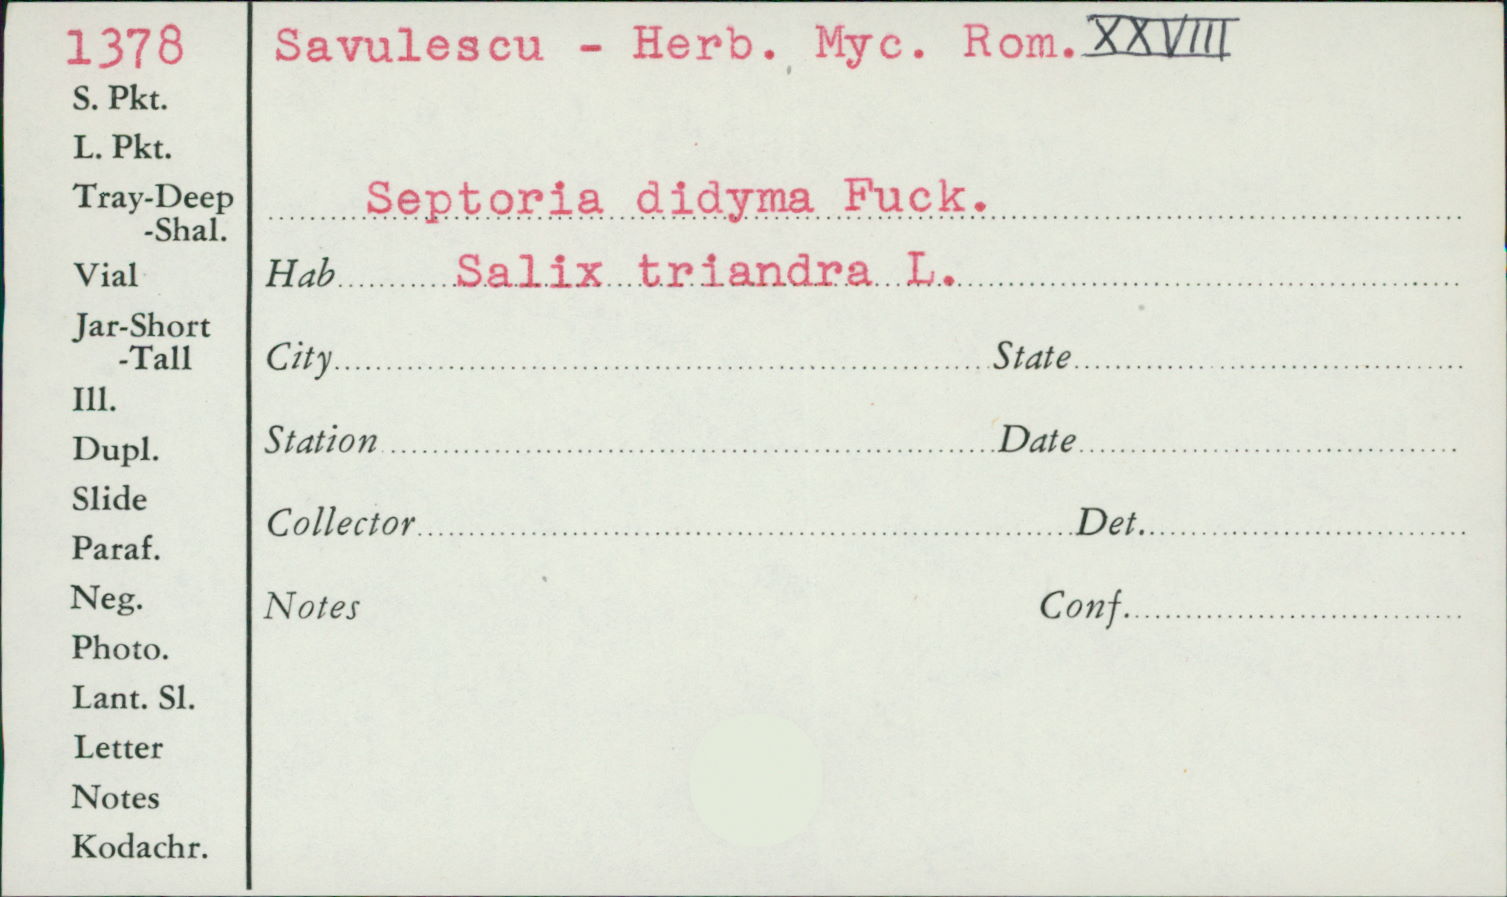 1378
Savulescu - Herb. Myc. Rom. XXVIII
S. Pkt.
L. Pkt.
Tray-Deep
-Shal.
Vial
Jar-Short
-Tall
Ill.
Dupl.
Slide
Paraf.
Neg.
Photo.
Lant. Sl.
Letter
Notes
Kodachr.
Septoria didyma Fuck.
Hab Salix triandra L.
City State
Station Date
Collector Det.
Notes Conf.